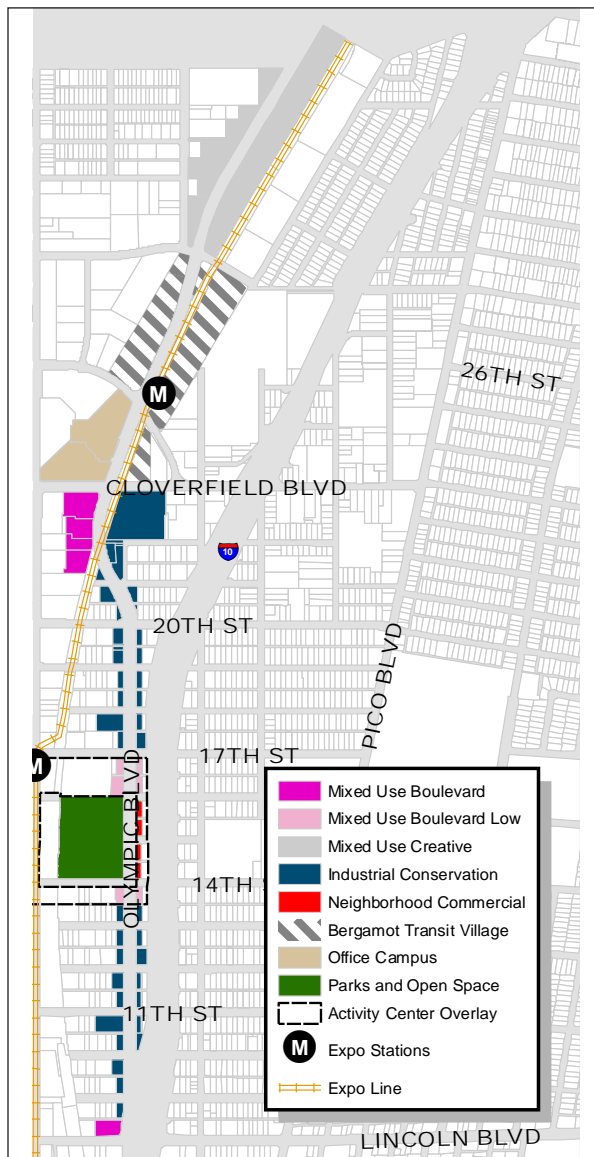 M
26TH ST
CLOVERFIELD BLVD
10
20TH ST
PICO BLVD
17TH ST
M
OLYMPIC BLVD
14TH S
11TH ST
LINCOLN BLVD
Mixed Use Boulevard
Mixed Use Boulevard Low
Mixed Use Creative
Industrial Conservation
Neighborhood Commercial
Bergamot Transit Village
Office Campus
Parks and Open Space
Activity Center Overlay
M Expo Stations
Expo Line